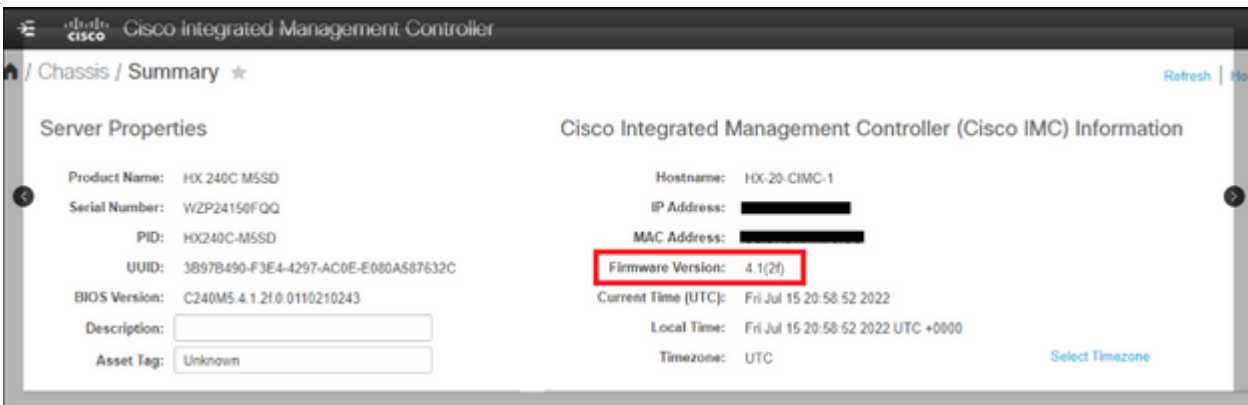 cisco Cisco Integrated Management Controller
/ Chassis / Summary
Refresh
Server Properties
Product Name: HX 240C M5SD
Serial Number: WZP24150FQQ
PID: HX240C-M5SD
UUID: 3B97B490-F3E4-4297-AC0E-E080A587632C
BIOS Version: C240M5.4.1.2f.0.0110210243
Description:
Asset Tag: Unknown
Cisco Integrated Management Controller (Cisco IMC) Information
Hostname: HX-20-CIMC-1
IP Address:
MAC Address:
Firmware Version: 4.1(2f)
Current Time (UTC): Fri Jul 15 20:58:52 2022
Local Time: Fri Jul 15 20:58:52 2022 UTC +0000
Timezone: UTC Select Timezone